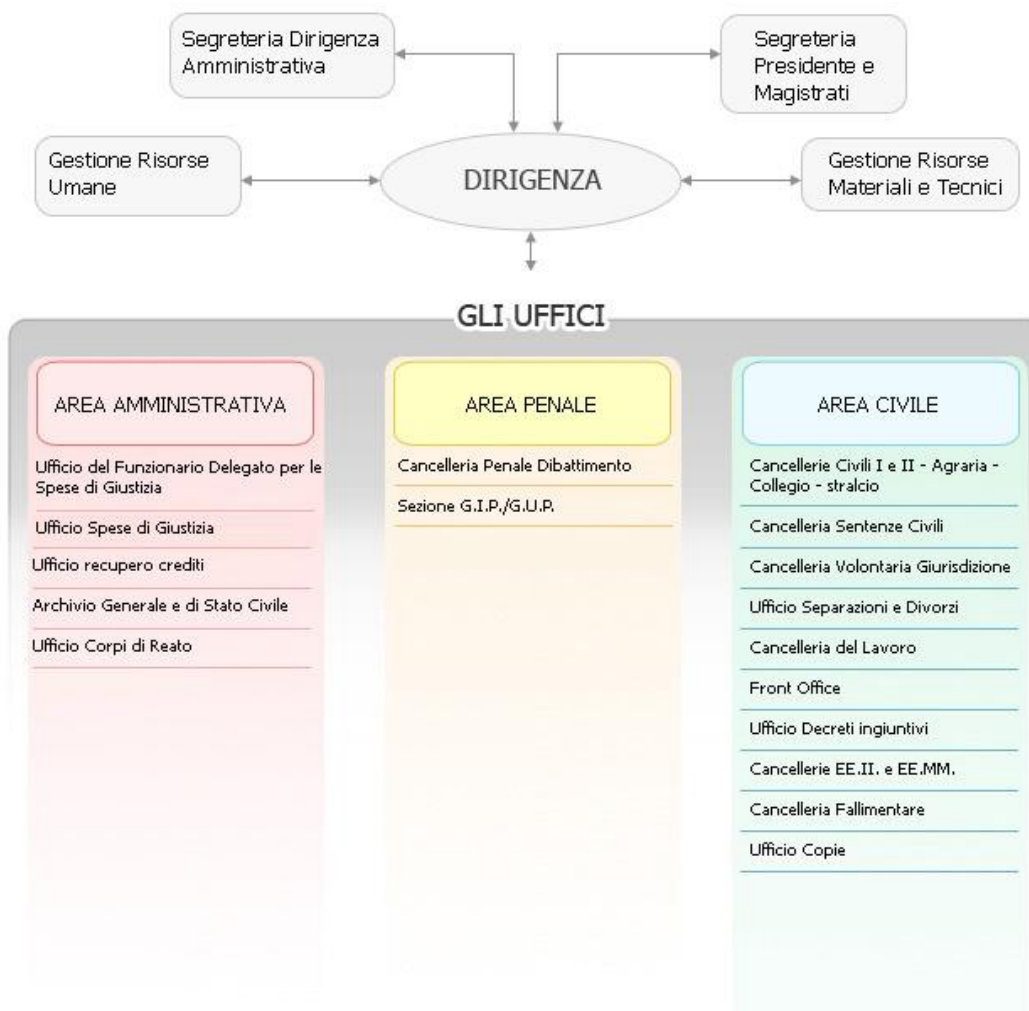 Segreteria Dirigenza
Amministrativa
Segreteria
Presidente e
Magistrati
Gestione Risorse
Umane
DIRIGENZA
Gestione Risorse
Materiali e Tecnici
GLI UFFICI
AREA AMMINISTRATIVA
Ufficio del Funzionario Delegato per le
Spese di Giustizia
Ufficio Spese di Giustizia
Ufficio recupero crediti
Archivio Generale e di Stato Civile
Ufficio Corpi di Reato
AREA PENALE
Cancelleria Penale Dibattimento
Sezione G.I.P./G.U.P.
AREA CIVILE
Cancellerie Civili I e II - Agraria -
Collegio - stralcio
Cancelleria Sentenze Civili
Cancelleria Volontaria Giurisdizione
Ufficio Separazioni e Divorzi
Cancelleria del Lavoro
Front Office
Ufficio Decreti ingiuntivi
Cancellerie EE.II. e EE.MM.
Cancelleria Fallimentare
Ufficio Copie